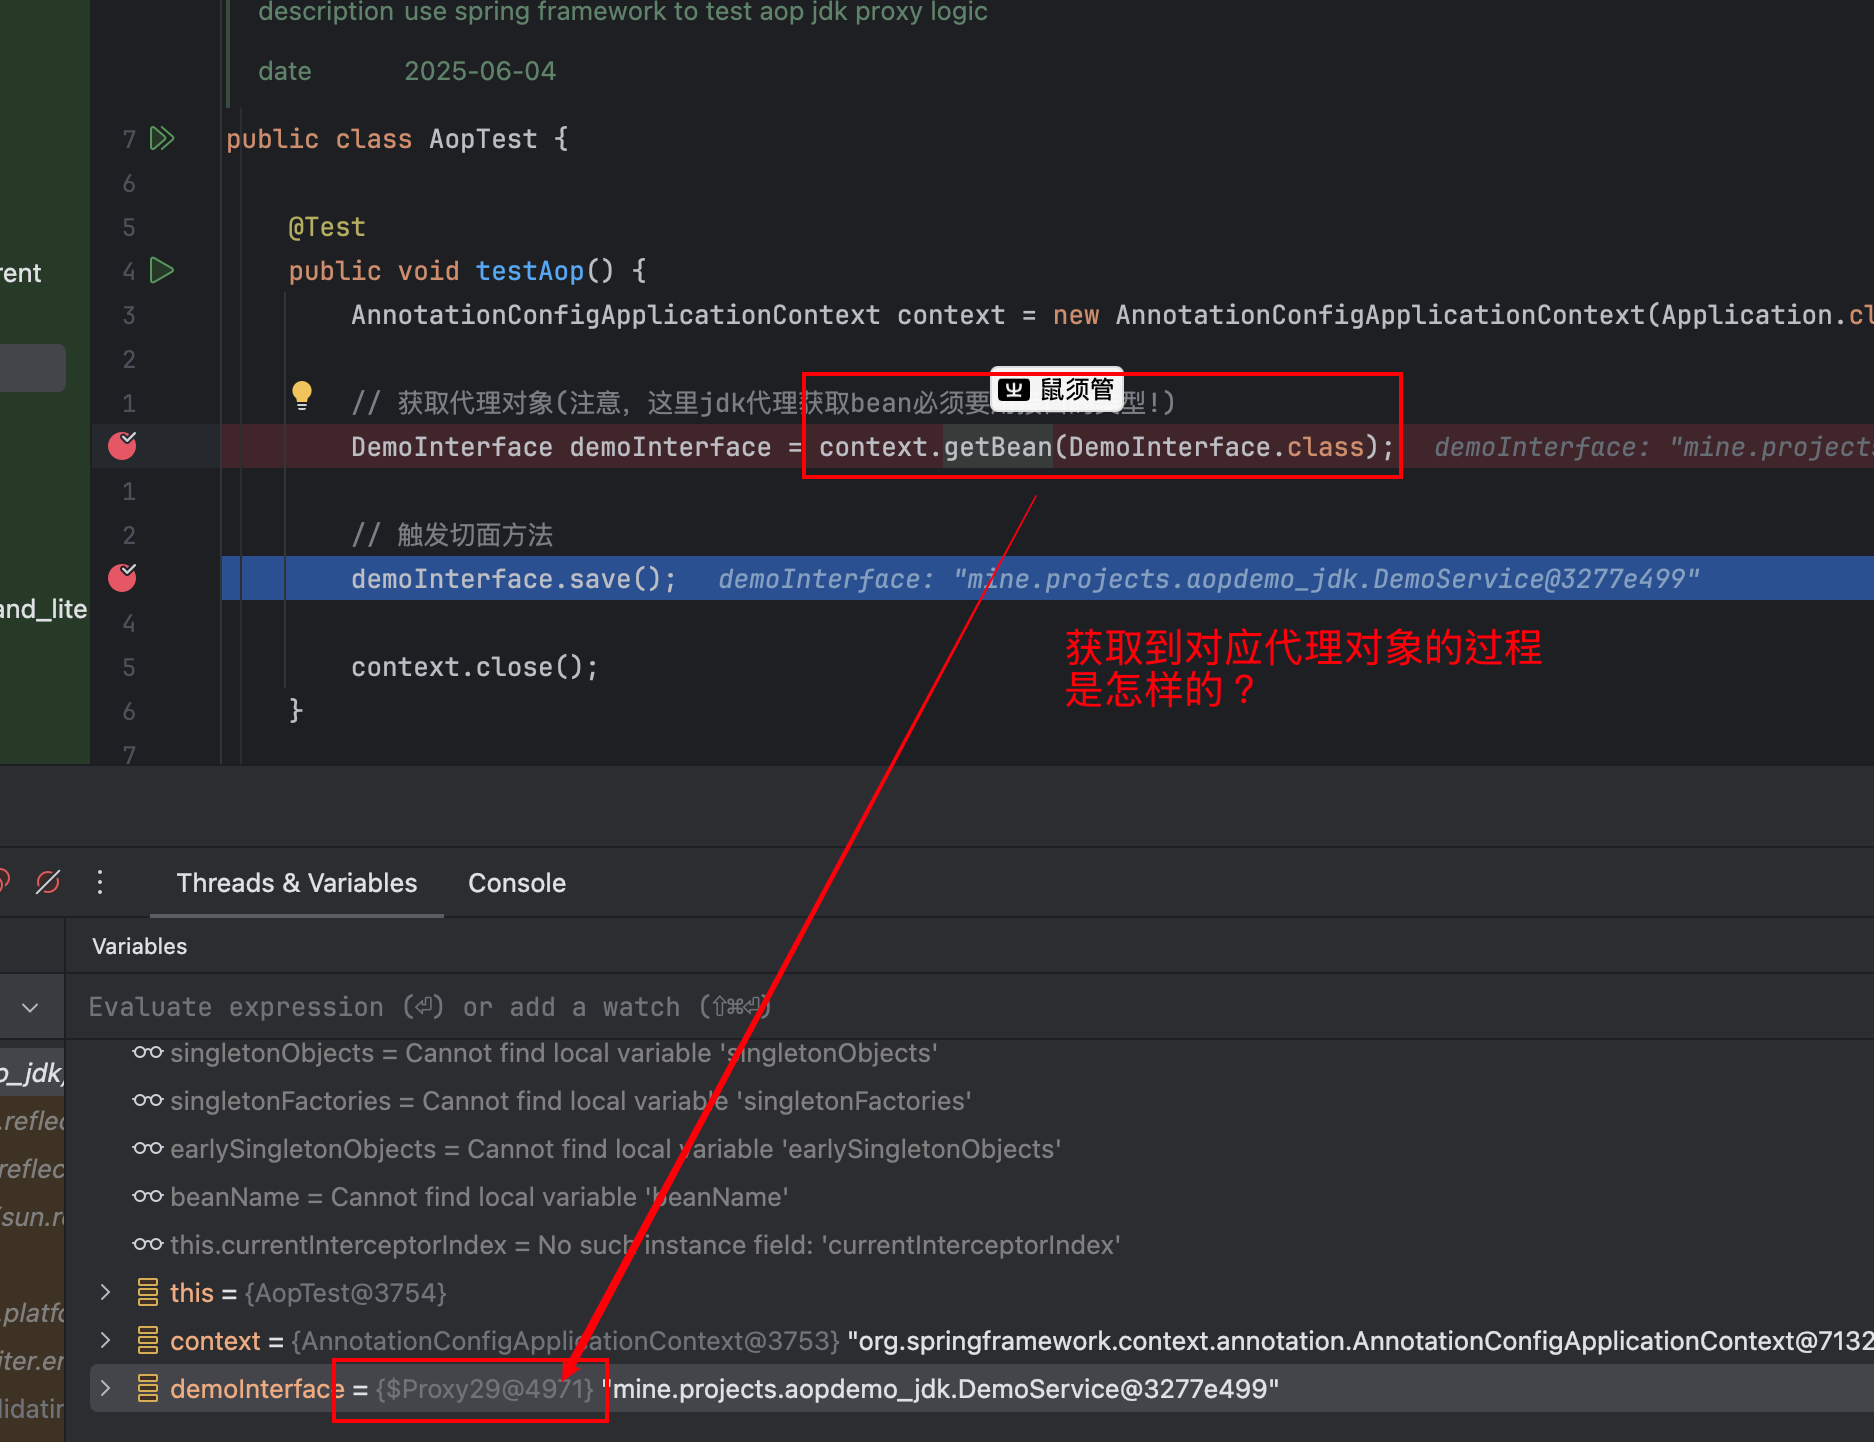 description use spring framework to test aop jdk proxy logic
date 2025-06-04
7 public class AopTest {
6
5 @Test
rent
4 public void testAop() {
3 AnnotationConfigApplicationContext context = new AnnotationConfigApplicationContext(Application.cl
2
鼠须管
1 // 获取代理对象(注意, 这里jdk代理获取bean必须要 型!)
DemoInterface demoInterface = context.getBean(DemoInterface.class); demoInterface: "mine.projects
1
2 // 触发切面方法
demoInterface.save(); demoInterface: "mine.projects.aopdemo_jdk.DemoService@3277e499"
and_lite
4
获取到对应代理对象的过程
是怎样的？
5 context.close();
6 }
7
Threads & Variables Console
Variables
Evaluate expression (⏎) or add a watch (⇧⌘⏎)
singletonObjects = Cannot find local variable 'singletonObjects'
o_jdk)
singletonFactories = Cannot find local variable 'singletonFactories'
.reflec
earlySingletonObjects = Cannot find local variable 'earlySingletonObjects'
reflec
beanName = Cannot find local variable 'beanName'
(sun.re
this.currentInterceptorIndex = No such instance field: 'currentInterceptorIndex'
this = {AopTest@3754}
.platfo
context = {AnnotationConfigApplicationContext@3753} "org.springframework.context.annotation.AnnotationConfigApplicationContext@7132
iter.en
demoInterface = {$Proxy29@4971} "mine.projects.aopdemo_jdk.DemoService@3277e499"
lidatin